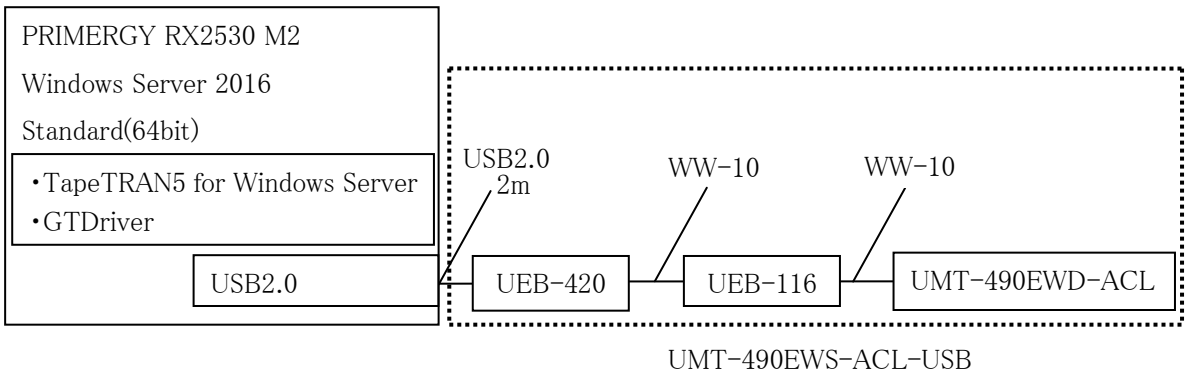 PRIMERGY RX2530 M2
Windows Server 2016
Standard(64bit)
・TapeTRAN5 for Windows Server
・GTDriver
USB2.0
USB2.0
2m
WW-10
WW-10
UEB-420
UEB-116
UMT-490EWD-ACL
UMT-490EWS-ACL-USB